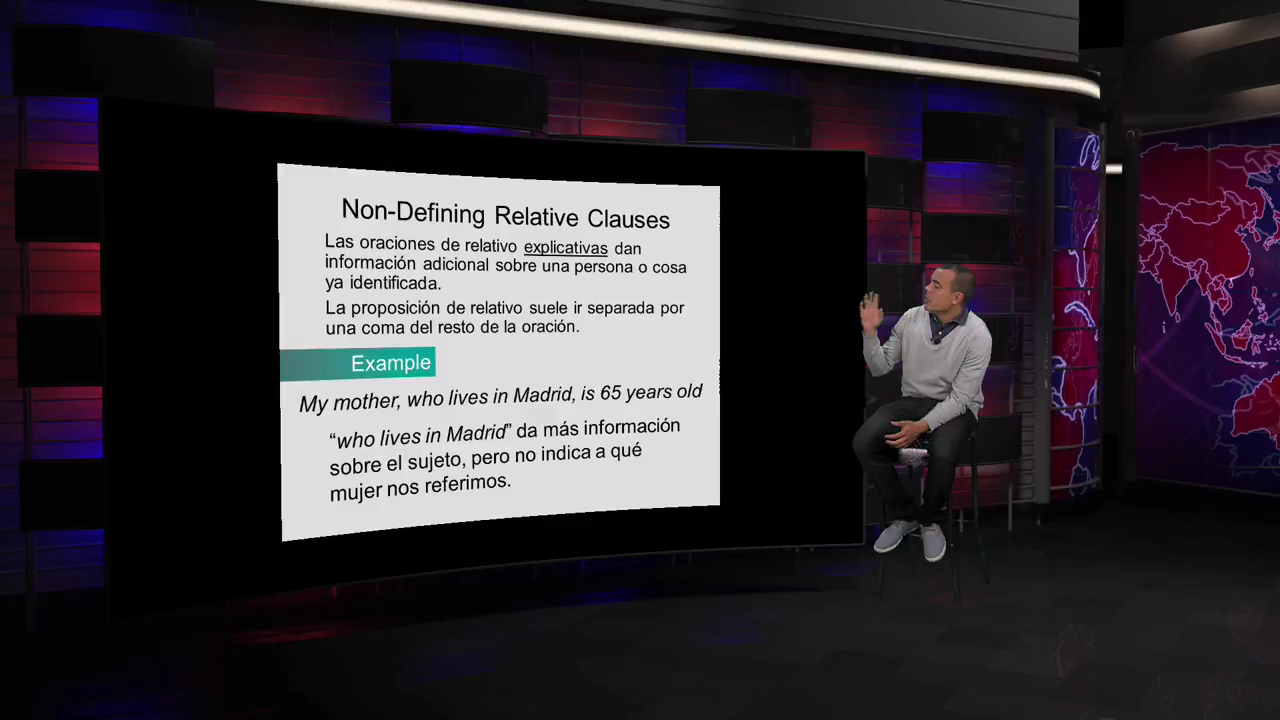 Non-Defining Relative Clauses
Las oraciones de relativo explicativas dan
información adicional sobre una persona o cosa
ya identificada.
La proposición de relativo suele ir separada por
una coma del resto de la oración.
Example
My mother, who lives in Madrid, is 65 years old
“who lives in Madrid” da más información
sobre el sujeto, pero no indica a qué
mujer nos referimos.